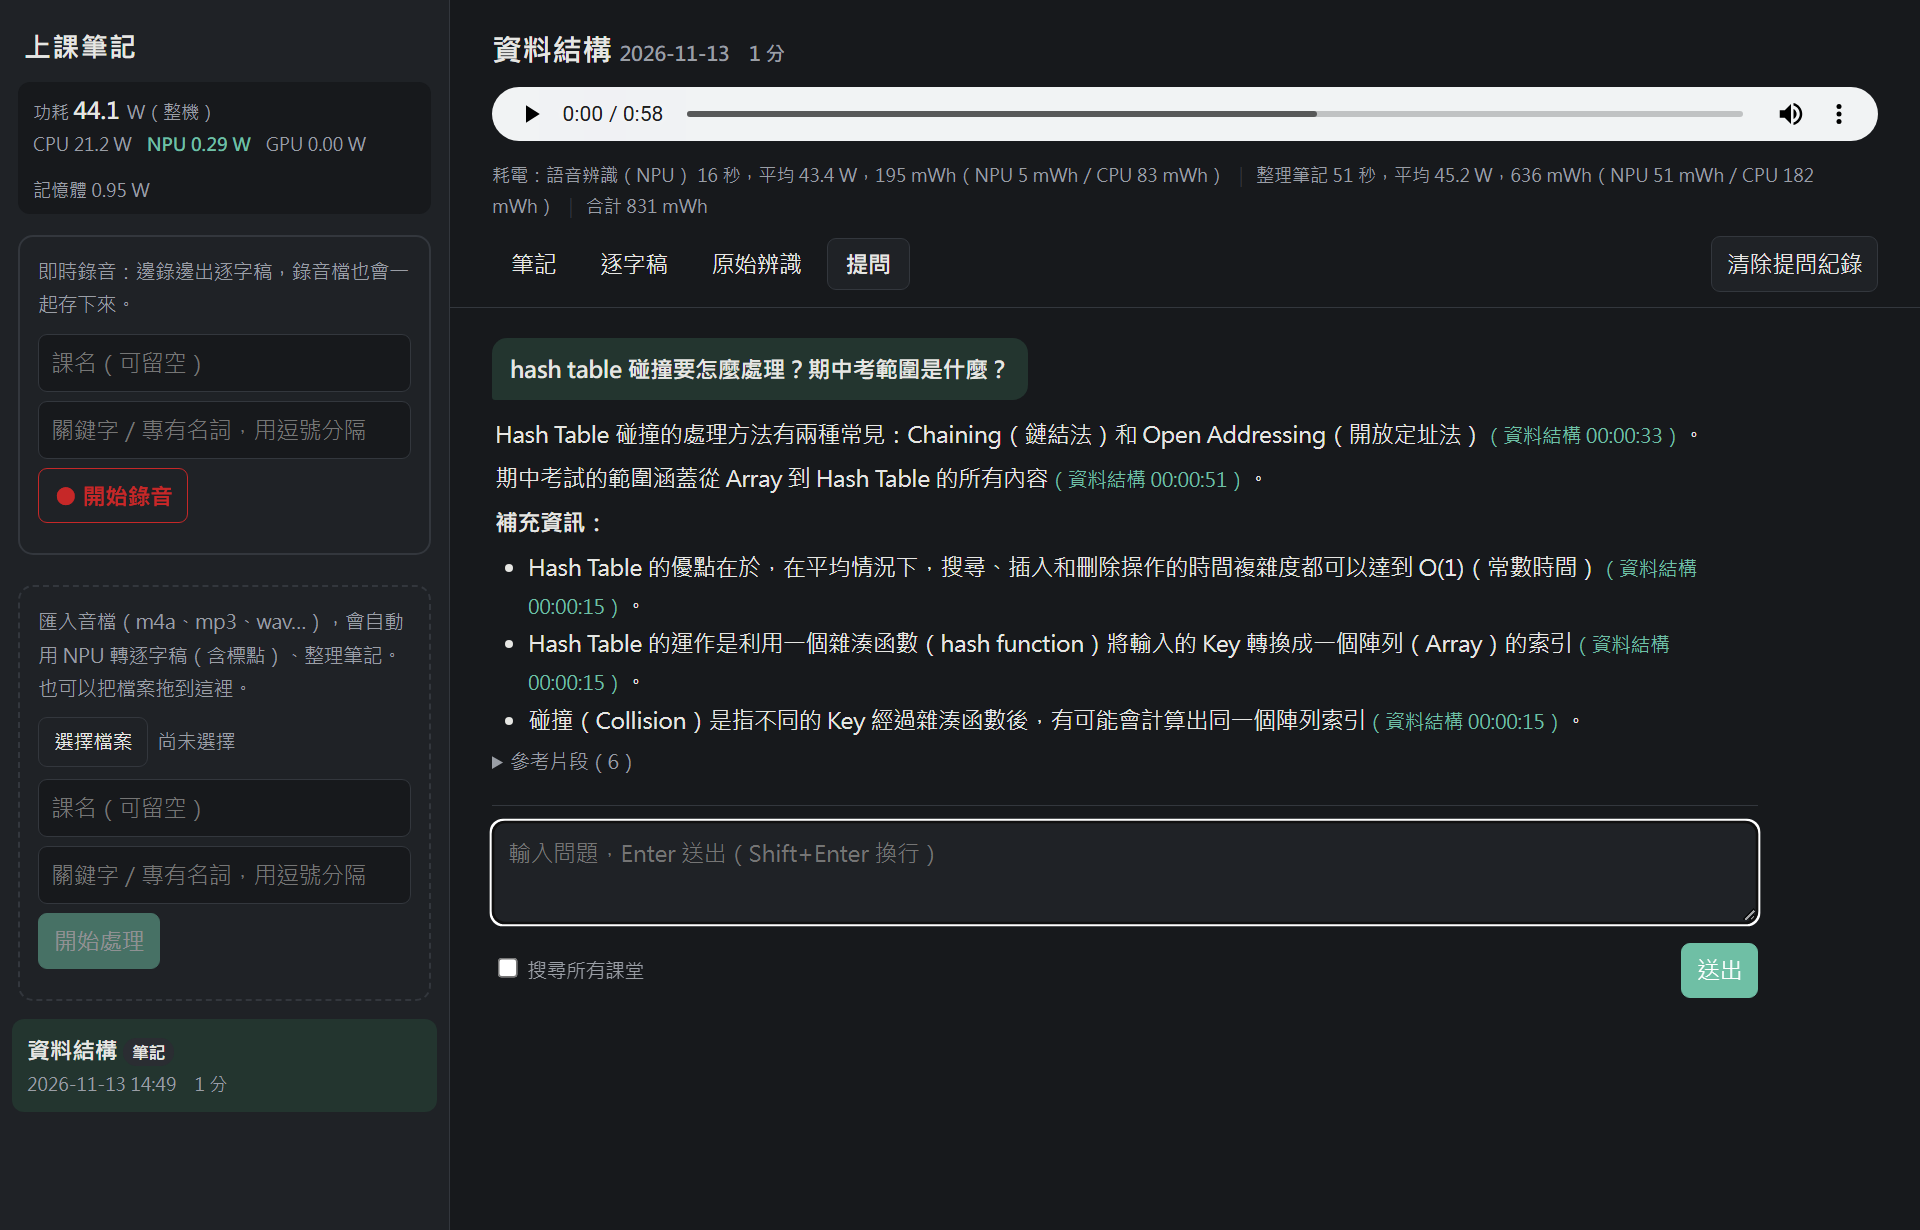 上課筆記
功耗 44.1 W（整機）
CPU 21.2 W NPU 0.29 W GPU 0.00 W
記憶體 0.95 W
即時錄音：邊錄邊出逐字稿，錄音檔也會一
起存下來。
課名（可留空）
關鍵字 / 專有名詞，用逗號分隔
開始錄音
匯入音檔（m4a、mp3、wav...），會自動
用 NPU 轉逐字稿（含標點）、整理筆記。
也可以把檔案拖到這裡。
選擇檔案 尚未選擇
課名（可留空）
關鍵字 / 專有名詞，用逗號分隔
開始處理
資料結構 筆記
2026-11-13 14:49 1 分
資料結構 2026-11-13 1 分
0:00 / 0:58
耗電：語音辨識（NPU）16 秒，平均 43.4 W，195 mWh（NPU 5 mWh / CPU 83 mWh）｜ 整理筆記 51 秒，平均 45.2 W，636 mWh（NPU 51 mWh / CPU 182
mWh）｜ 合計 831 mWh
筆記 逐字稿 原始辨識 提問 清除提問紀錄
hash table 碰撞要怎麼處理？期中考範圍是什麼？
Hash Table 碰撞的處理方法有兩種常見：Chaining（鏈結法）和 Open Addressing（開放定址法）（資料結構 00:00:33）。
期中考試的範圍涵蓋從 Array 到 Hash Table 的所有內容（資料結構 00:00:51）。
補充資訊：
• Hash Table 的優點在於，在平均情況下，搜尋、插入和刪除操作的時間複雜度都可以達到 O(1)（常數時間）（資料結構
00:00:15）。
• Hash Table 的運作是利用一個雜湊函數（hash function）將輸入的 Key 轉換成一個陣列（Array）的索引（資料結構
00:00:15）。
• 碰撞（Collision）是指不同的 Key 經過雜湊函數後，有可能會計算出同一個陣列索引（資料結構 00:00:15）。
▶ 參考片段（6）
輸入問題，Enter 送出（Shift+Enter 換行）
搜尋所有課堂
送出